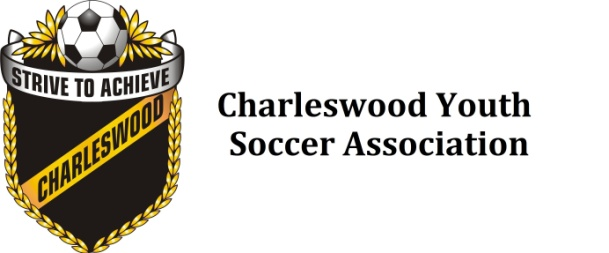 STRIVE TO ACHIEVE
CHARLESWOOD
Charleswood Youth
Soccer Association